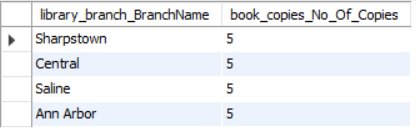 library_branch_BranchName book_copies_No_Of_Copies
Sharpstown 5
Central 5
Saline 5
Ann Arbor 5